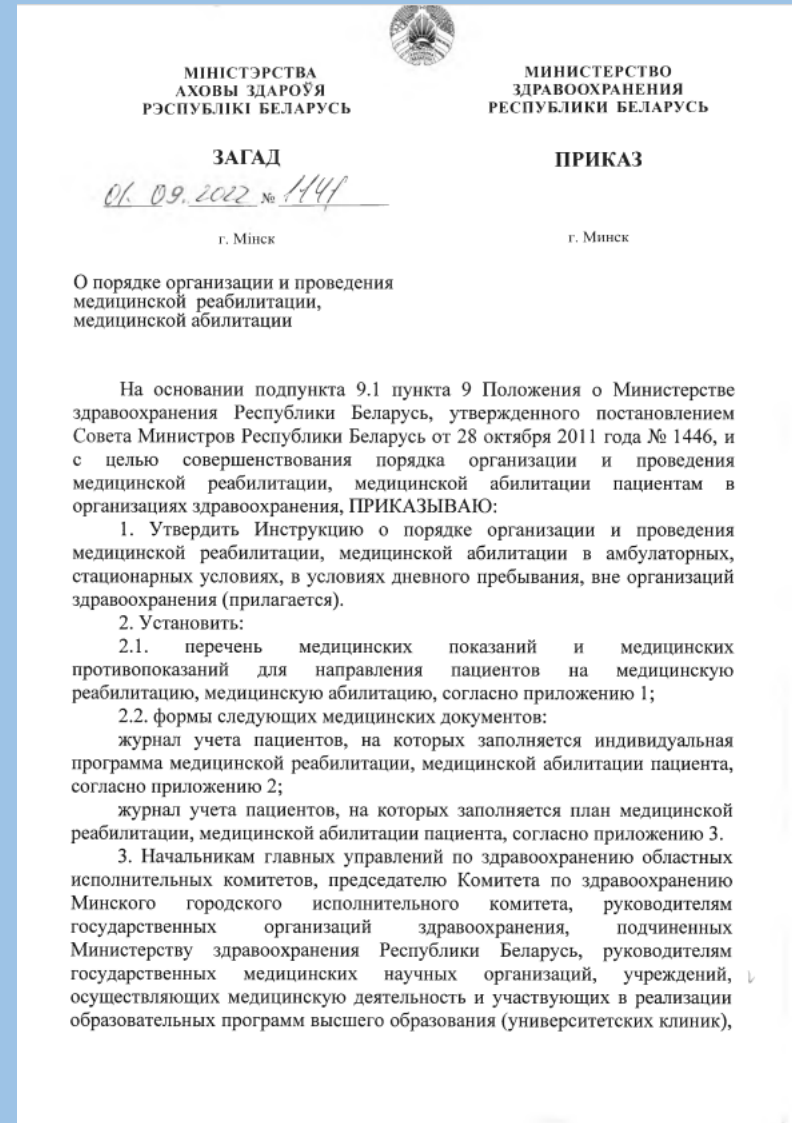 МІНІСТЭРСТВА
АХОВЫ ЗДАРОЎЯ
РЭСПУБЛІКІ БЕЛАРУСЬ
ЗАГАД
01. 09. 2022 № 1141
г. Мінск
МИНИСТЕРСТВО
ЗДРАВООХРАНЕНИЯ
РЕСПУБЛИКИ БЕЛАРУСЬ
ПРИКАЗ
г. Минск
О порядке организации и проведения
медицинской реабилитации,
медицинской абилитации
На основании подпункта 9.1 пункта 9 Положения о Министерстве
здравоохранения Республики Беларусь, утвержденного постановлением
Совета Министров Республики Беларусь от 28 октября 2011 года № 1446, и
с целью совершенствования порядка организации и проведения
медицинской реабилитации, медицинской абилитации пациентам в
организациях здравоохранения, ПРИКАЗЫВАЮ:
1. Утвердить Инструкцию о порядке организации и проведения
медицинской реабилитации, медицинской абилитации в амбулаторных,
стационарных условиях, в условиях дневного пребывания, вне организаций
здравоохранения (прилагается).
2. Установить:
2.1. перечень медицинских показаний и медицинских
противопоказаний для направления пациентов на медицинскую
реабилитацию, медицинскую абилитацию, согласно приложению 1;
2.2. формы следующих медицинских документов:
журнал учета пациентов, на которых заполняется индивидуальная
программа медицинской реабилитации, медицинской абилитации пациента,
согласно приложению 2;
журнал учета пациентов, на которых заполняется план медицинской
реабилитации, медицинской абилитации пациента, согласно приложению 3.
3. Начальникам главных управлений по здравоохранению областных
исполнительных комитетов, председателю Комитета по здравоохранению
Минского городского исполнительного комитета, руководителям
государственных организаций здравоохранения, подчиненных
Министерству здравоохранения Республики Беларусь, руководителям
государственных медицинских научных организаций, учреждений,
осуществляющих медицинскую деятельность и участвующих в реализации
образовательных программ высшего образования (университетских клиник),